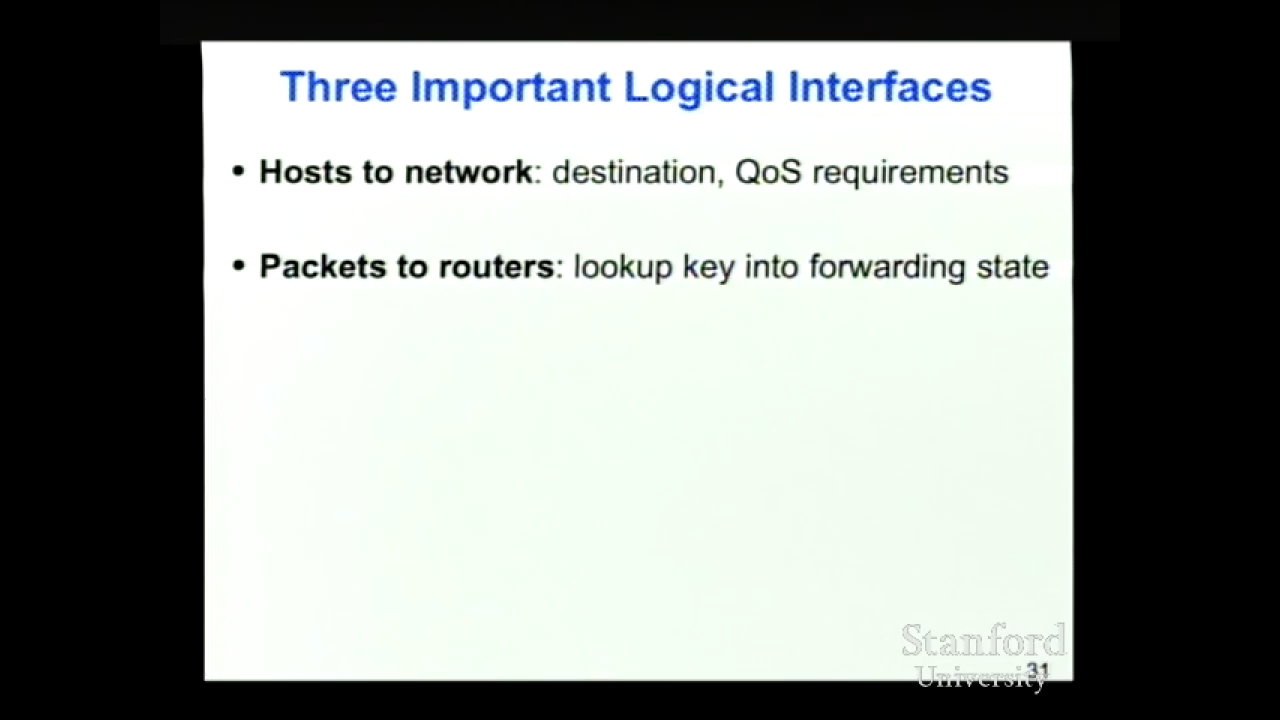 Three Important Logical Interfaces
• Hosts to network: destination, QoS requirements
• Packets to routers: lookup key into forwarding state
Stanford
University
31